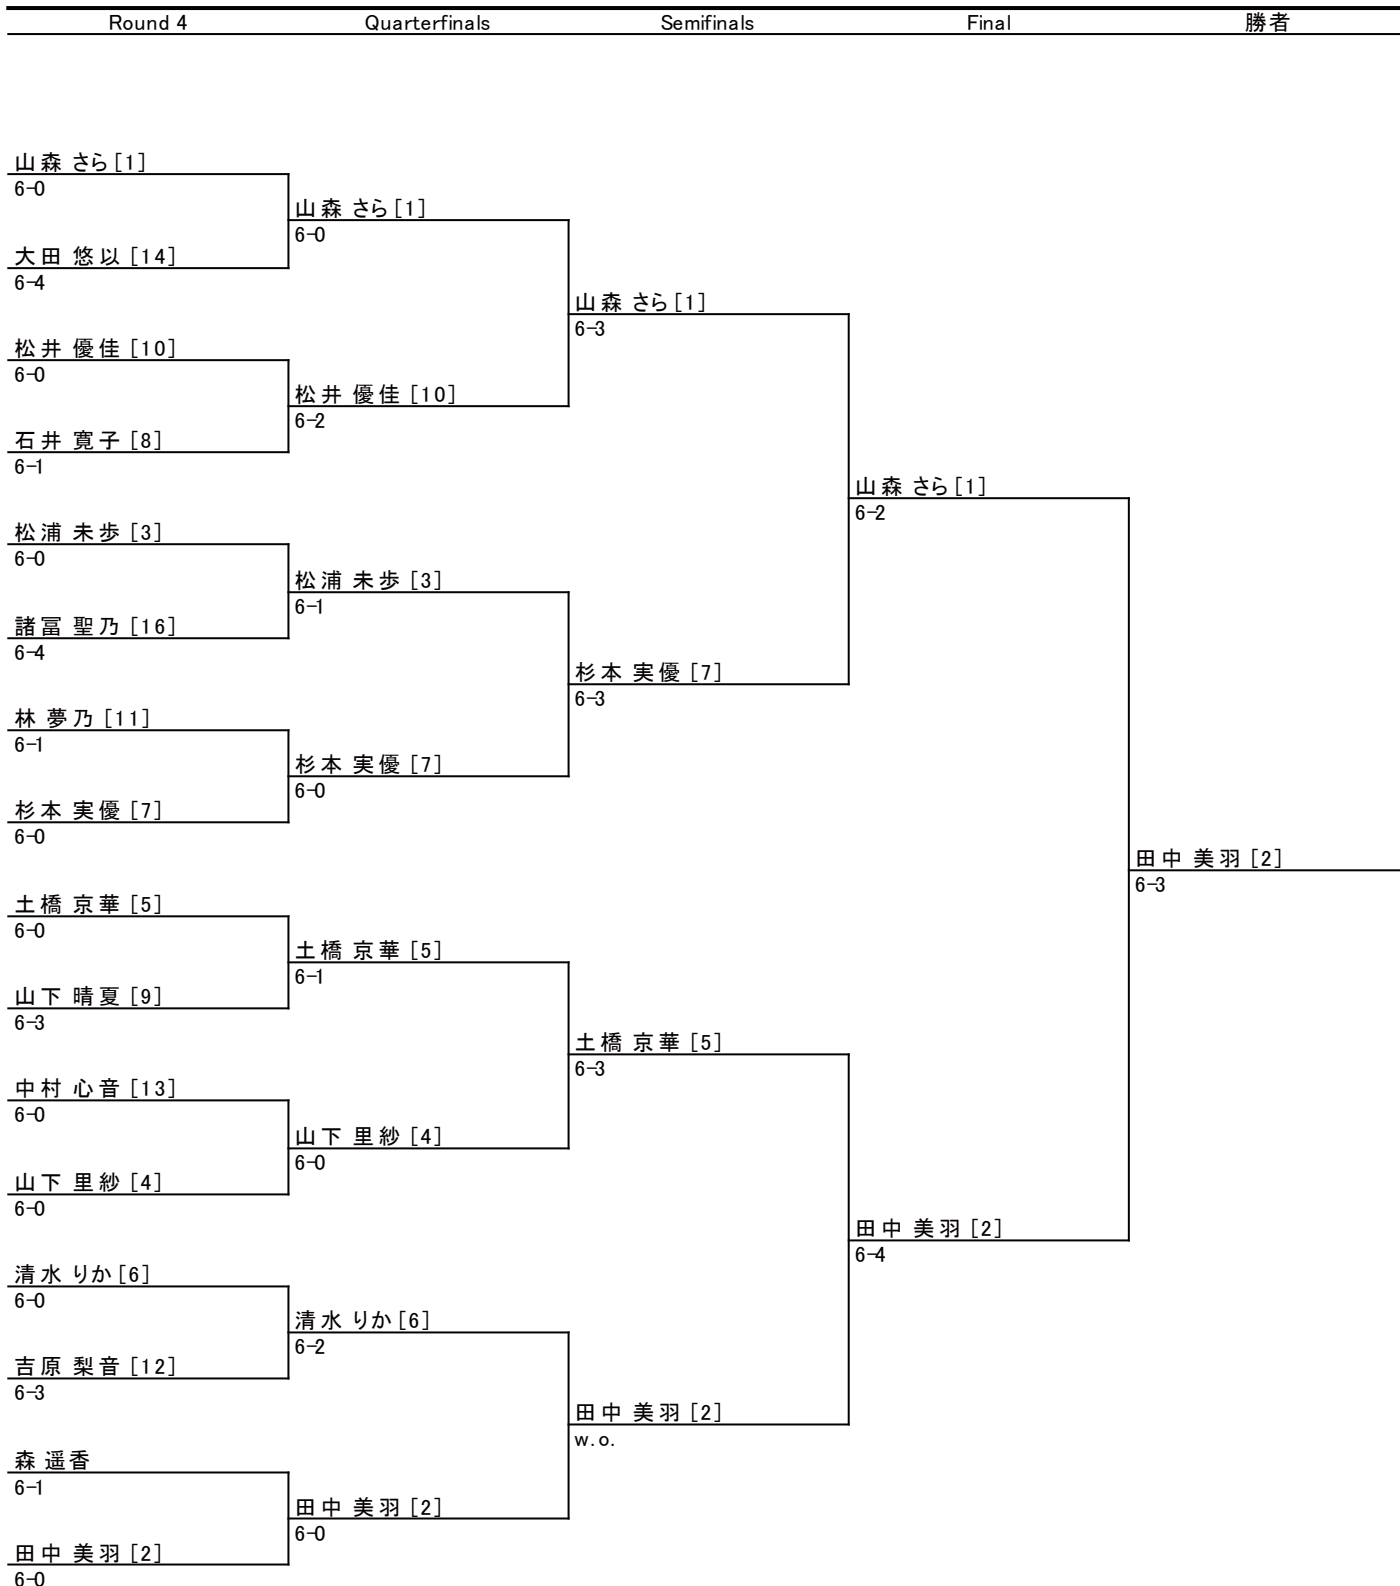 Round 4 Quarterfinals Semifinals Final 勝者
山森 さら[1]
6-0
山森 さら[1]
6-0
大田 悠以 [14]
6-4
山森 さら[1]
6-3
松井 優佳 [10]
6-0
松井 優佳 [10]
6-2
石井 寛子 [8]
6-1
山森 さら[1]
6-2
松浦 未歩 [3]
6-0
松浦 未歩 [3]
6-1
諸冨 聖乃 [16]
6-4
杉本 実優 [7]
6-3
林 夢乃 [11]
6-1
杉本 実優 [7]
6-0
杉本 実優 [7]
6-0
田中 美羽 [2]
6-3
土橋 京華 [5]
6-0
土橋 京華 [5]
6-1
山下 晴夏 [9]
6-3
土橋 京華 [5]
6-3
中村 心音 [13]
6-0
山下 里紗 [4]
6-0
山下 里紗 [4]
6-0
田中 美羽 [2]
6-4
清水 りか[6]
6-0
清水 りか[6]
6-2
吉原 梨音 [12]
6-3
田中 美羽 [2]
w.o.
森 遥香
6-1
田中 美羽 [2]
6-0
田中 美羽 [2]
6-0